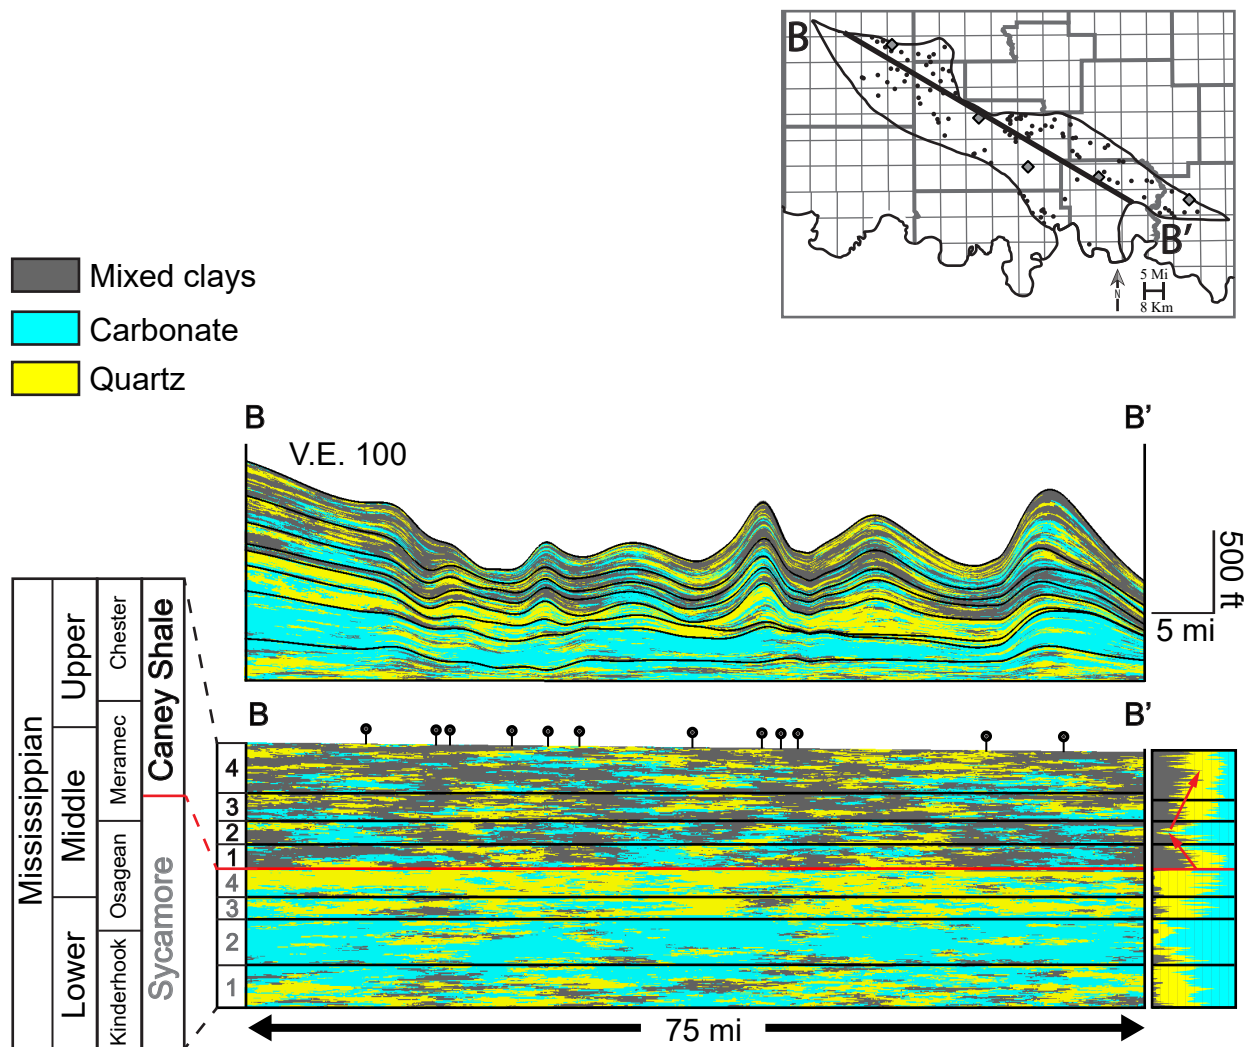 B
B'
5 Mi
8 Km
N
Mixed clays
Carbonate
Quartz
B
B'
V.E. 100
500 ft
5 mi
Mississippian
Upper
Middle
Lower
Chester
Meramec
Osagean
Kinderhook
Caney Shale
Sycamore
B
B'
4
3
2
1
4
3
2
1
75 mi